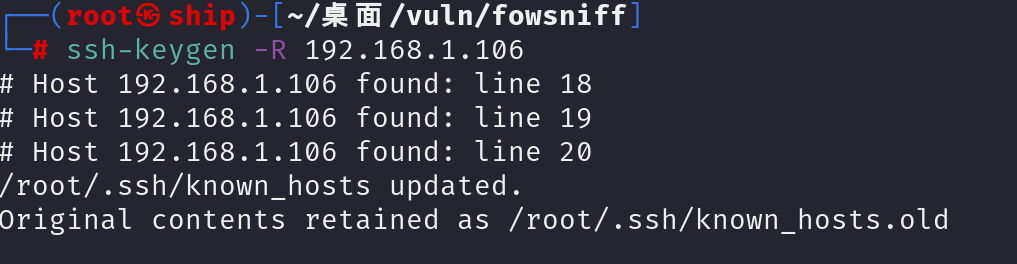 ┌──(root㉿ship)-[~/桌面/vuln/fowsniff]
└─# ssh-keygen -R 192.168.1.106
# Host 192.168.1.106 found: line 18
# Host 192.168.1.106 found: line 19
# Host 192.168.1.106 found: line 20
/root/.ssh/known_hosts updated.
Original contents retained as /root/.ssh/known_hosts.old